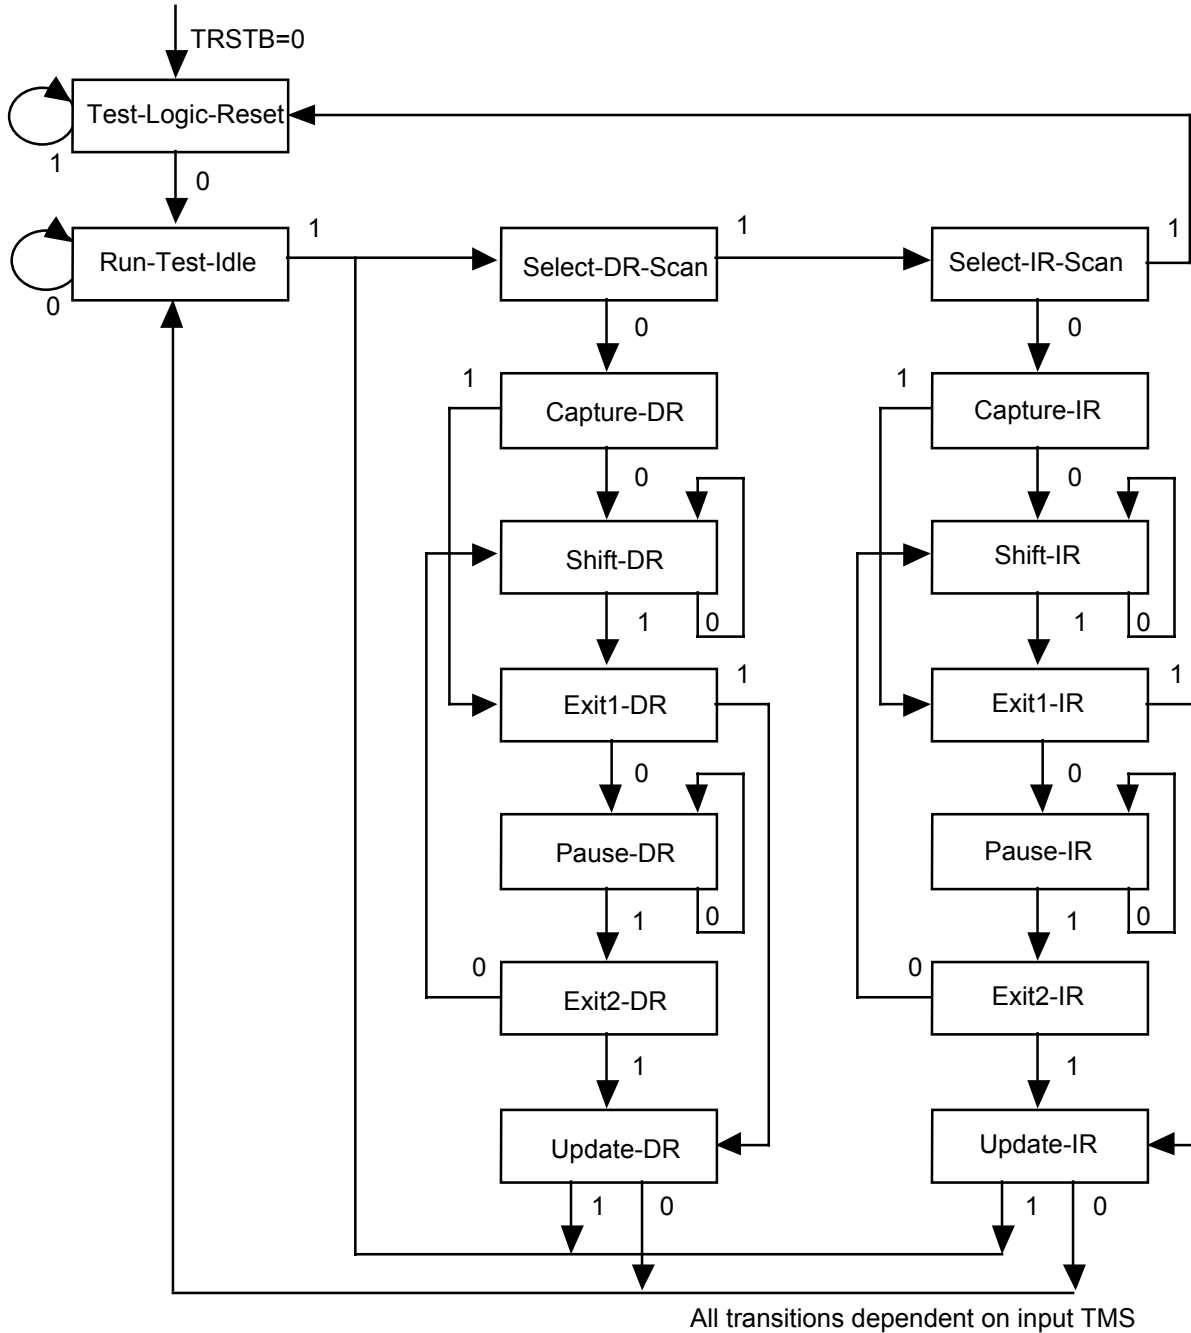 TRSTB=0
Test-Logic-Reset
1
0
Run-Test-Idle
0
1
Select-DR-Scan
1
Select-IR-Scan
1
0
0
1
Capture-DR
1
Capture-IR
0
0
Shift-DR
Shift-IR
1
0
1
0
Exit1-DR
1
Exit1-IR
1
0
0
Pause-DR
Pause-IR
1
0
1
0
0
Exit2-DR
0
Exit2-IR
1
1
Update-DR
Update-IR
1
0
1
0
All transitions dependent on input TMS